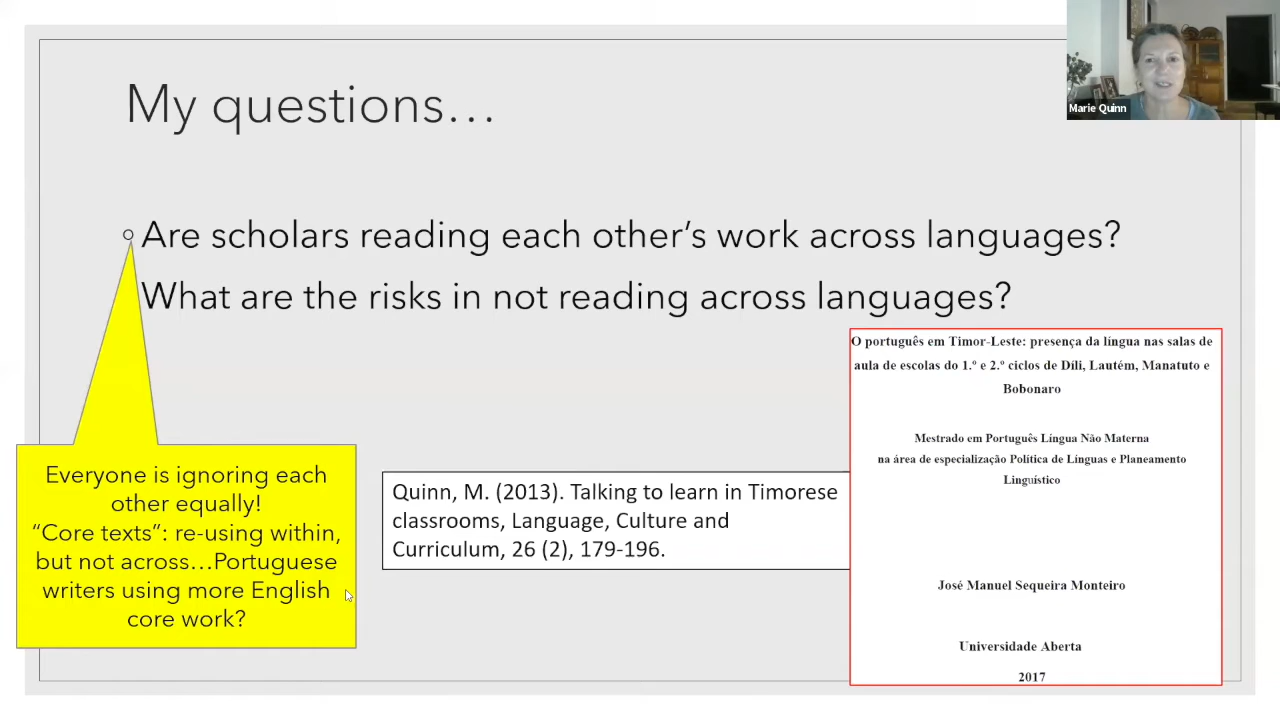 Marie Quinn
My questions…
Are scholars reading each other's work across languages?
What are the risks in not reading across languages?
Everyone is ignoring each
other equally!
“Core texts”: re-using within,
but not across…Portuguese
writers using more English
core work?
Quinn, M. (2013). Talking to learn in Timorese
classrooms, Language, Culture and
Curriculum, 26 (2), 179-196.
O português em Timor-Leste: presença da língua nas salas de
aula de escolas do 1.º e 2.º ciclos de Díli, Lautém, Manatuto e
Bobonaro
Mestrado em Português Língua Não Materna
na área de especialização Política de Línguas e Planeamento
Linguístico
José Manuel Sequeira Monteiro
Universidade Aberta
2017